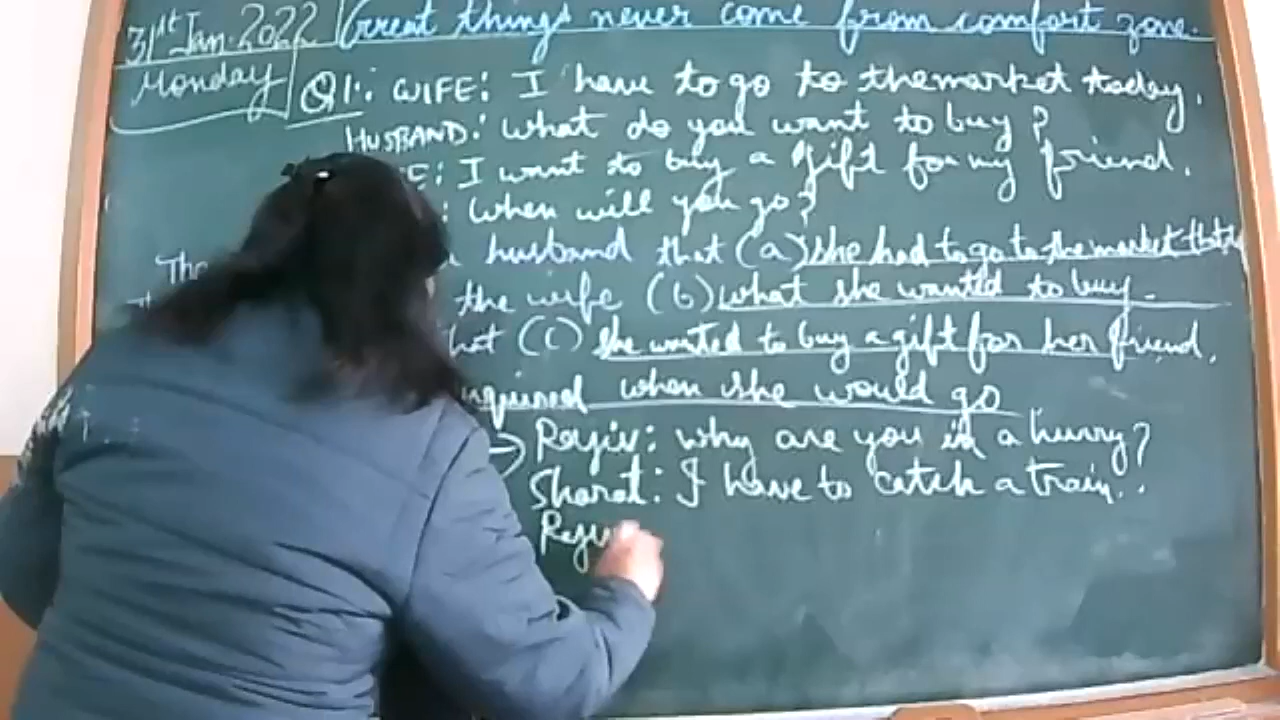 31st Jan. 2022 Great things never come from comfort zone.
Monday
Q1: WIFE: I have to go to the market today.
HUSBAND: What do you want to buy?
E: I want to buy a gift for my friend.
: When will you go?
The husband that (a) she had to go to the market that
the wife (b) what she wanted to buy.
hat (c) she wanted to buy a gift for her friend.
nquired when she would go
→ Rajiv: Why are you in a hurry?
Sharat: I have to catch a train.
Rajiv